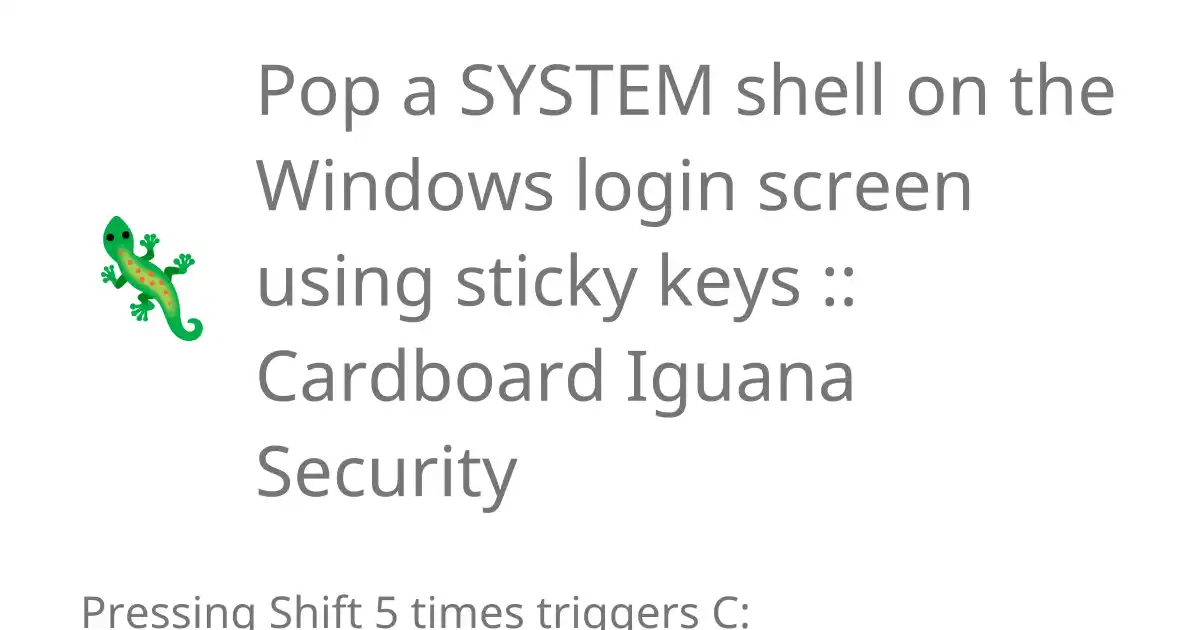 Pop a SYSTEM shell on the
Windows login screen
using sticky keys ::
Cardboard Iguana
Security
Pressing Shift 5 times triggers C: